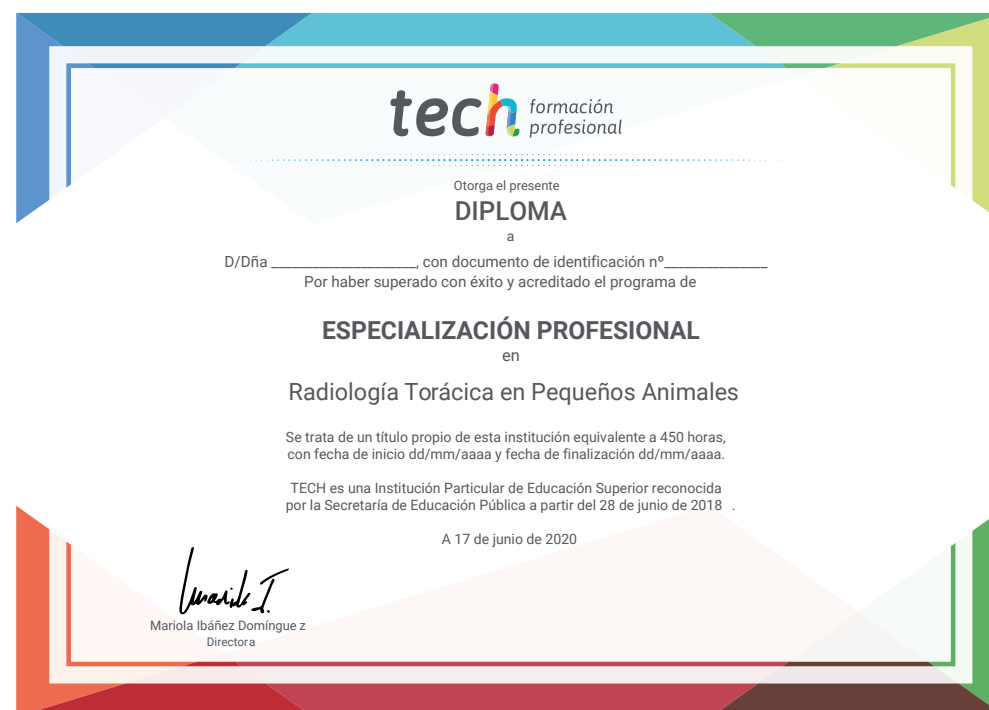 tech formación
profesional
Otorga el presente
DIPLOMA
a
D/Dña _____________________, con documento de identificación nº_______________
Por haber superado con éxito y acreditado el programa de
ESPECIALIZACIÓN PROFESIONAL
en
Radiología Torácica en Pequeños Animales
Se trata de un título propio de esta institución equivalente a 450 horas,
con fecha de inicio dd/mm/aaaa y fecha de finalización dd/mm/aaaa.
TECH es una Institución Particular de Educación Superior reconocida
por la Secretaría de Educación Pública a partir del 28 de junio de 2018 .
A 17 de junio de 2020
Mariola Ibáñez Domíngue z
Directora